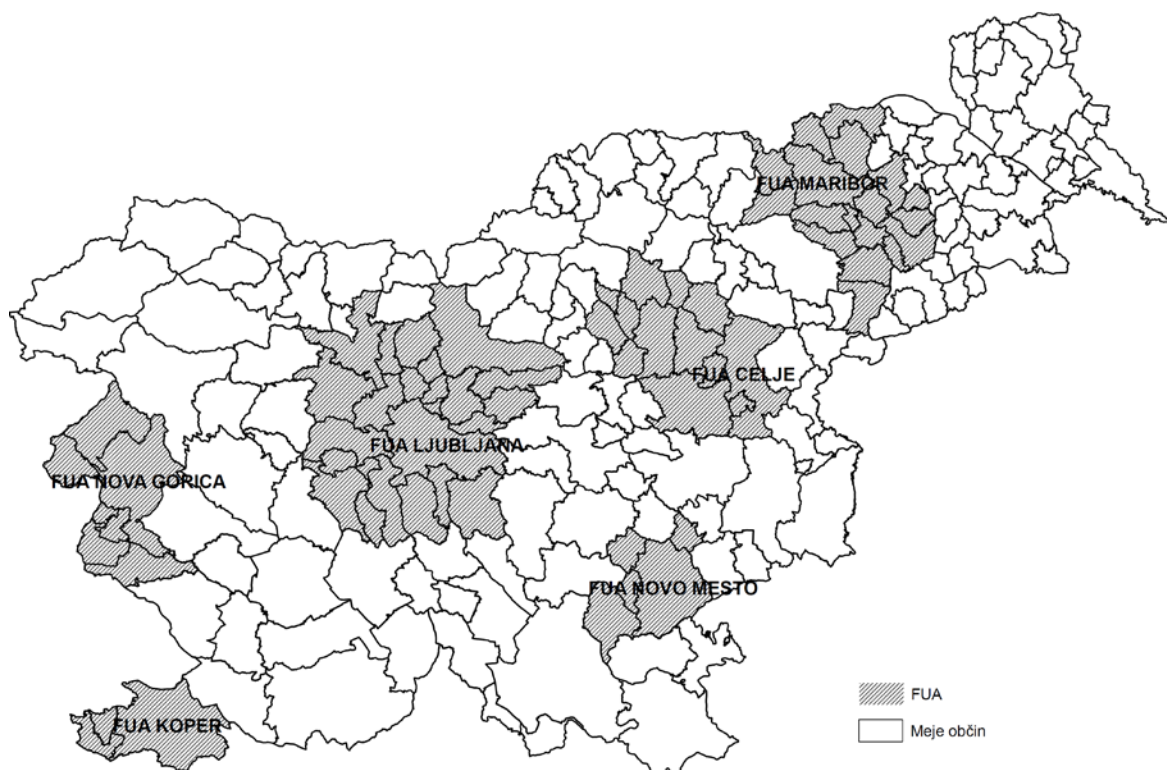 FUA MARIBOR
FUA CELJE
FUA LJUBLJANA
FUA NOVA GORICA
FUA NOVO MESTO
FUA KOPER
FUA
Meje občin